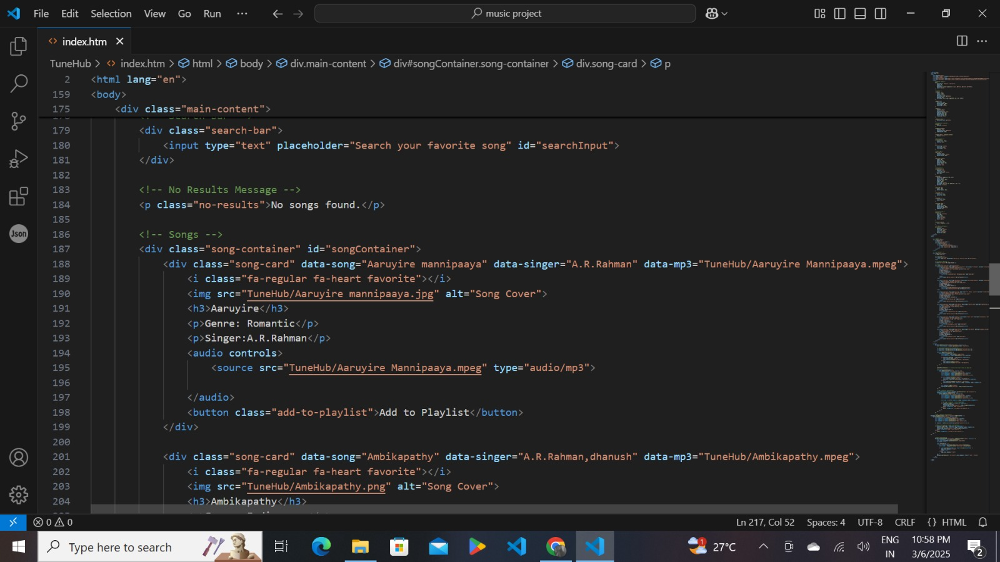 File Edit Selection View Go Run ··· music project
index.htm
TuneHub > index.htm > html > body > div.main-content > div#songContainer.song-container > div.song-card > p
2 <html lang="en">
159 <body>
175 <div class="main-content">
179 <div class="search-bar">
180 <input type="text" placeholder="Search your favorite song" id="searchInput">
181 </div>
182
183 <!-- No Results Message -->
184 <p class="no-results">No songs found.</p>
185
186 <!-- Songs -->
187 <div class="song-container" id="songContainer">
188 <div class="song-card" data-song="Aaruyire mannipaaya" data-singer="A.R.Rahman" data-mp3="TuneHub/Aaruyire Mannipaaya.mpeg">
189 <i class="fa-regular fa-heart favorite"></i>
190 <img src="TuneHub/Aaruyire mannipaaya.jpg" alt="Song Cover">
191 <h3>Aaruyire</h3>
192 <p>Genre: Romantic</p>
193 <p>Singer:A.R.Rahman</p>
194 <audio controls>
195 <source src="TuneHub/Aaruyire Mannipaaya.mpeg" type="audio/mp3">
196
197 </audio>
198 <button class="add-to-playlist">Add to Playlist</button>
199 </div>
200
201 <div class="song-card" data-song="Ambikapathy" data-singer="A.R.Rahman,dhanush" data-mp3="TuneHub/Ambikapathy.mpeg">
202 <i class="fa-regular fa-heart favorite"></i>
203 <img src="TuneHub/Ambikapathy.png" alt="Song Cover">
204 <h3>Ambikapathy</h3>
Json
0 0 Ln 217, Col 52 Spaces: 4 UTF-8 CRLF {} HTML
Type here to search 1 27°C ENG IN 10:58 PM 3/6/2025 2